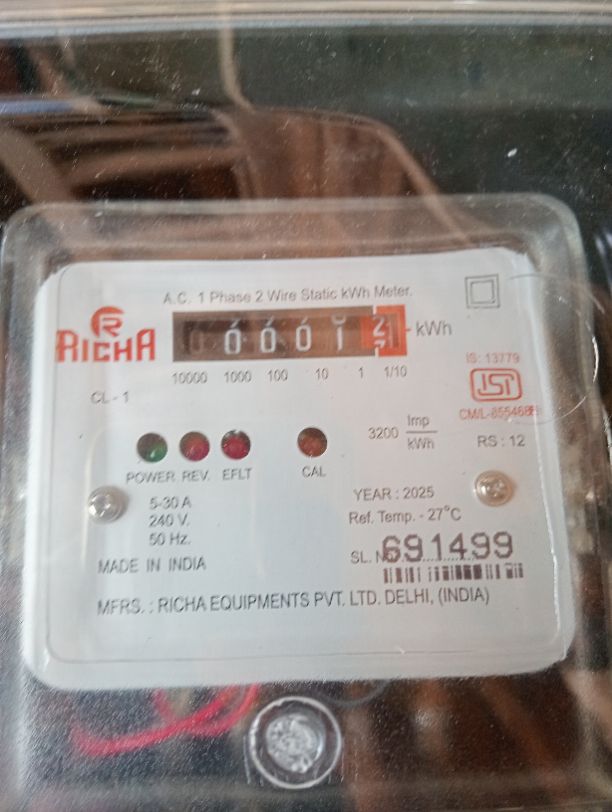 A.C. 1 Phase 2 Wire Static kWh Meter.
RICHA
0 0 0 0 1 2 kWh
10000 1000 100 10 1 1/10
IS: 13779
ISI
CL - 1
3200 Imp/kWh
RS : 12
POWER REV. EFLT CAL
5-30 A
240 V.
50 Hz.
YEAR : 2025
Ref. Temp. - 27°C
MADE IN INDIA
SL. No. 691499
MFRS. : RICHA EQUIPMENTS PVT. LTD. DELHI, (INDIA)